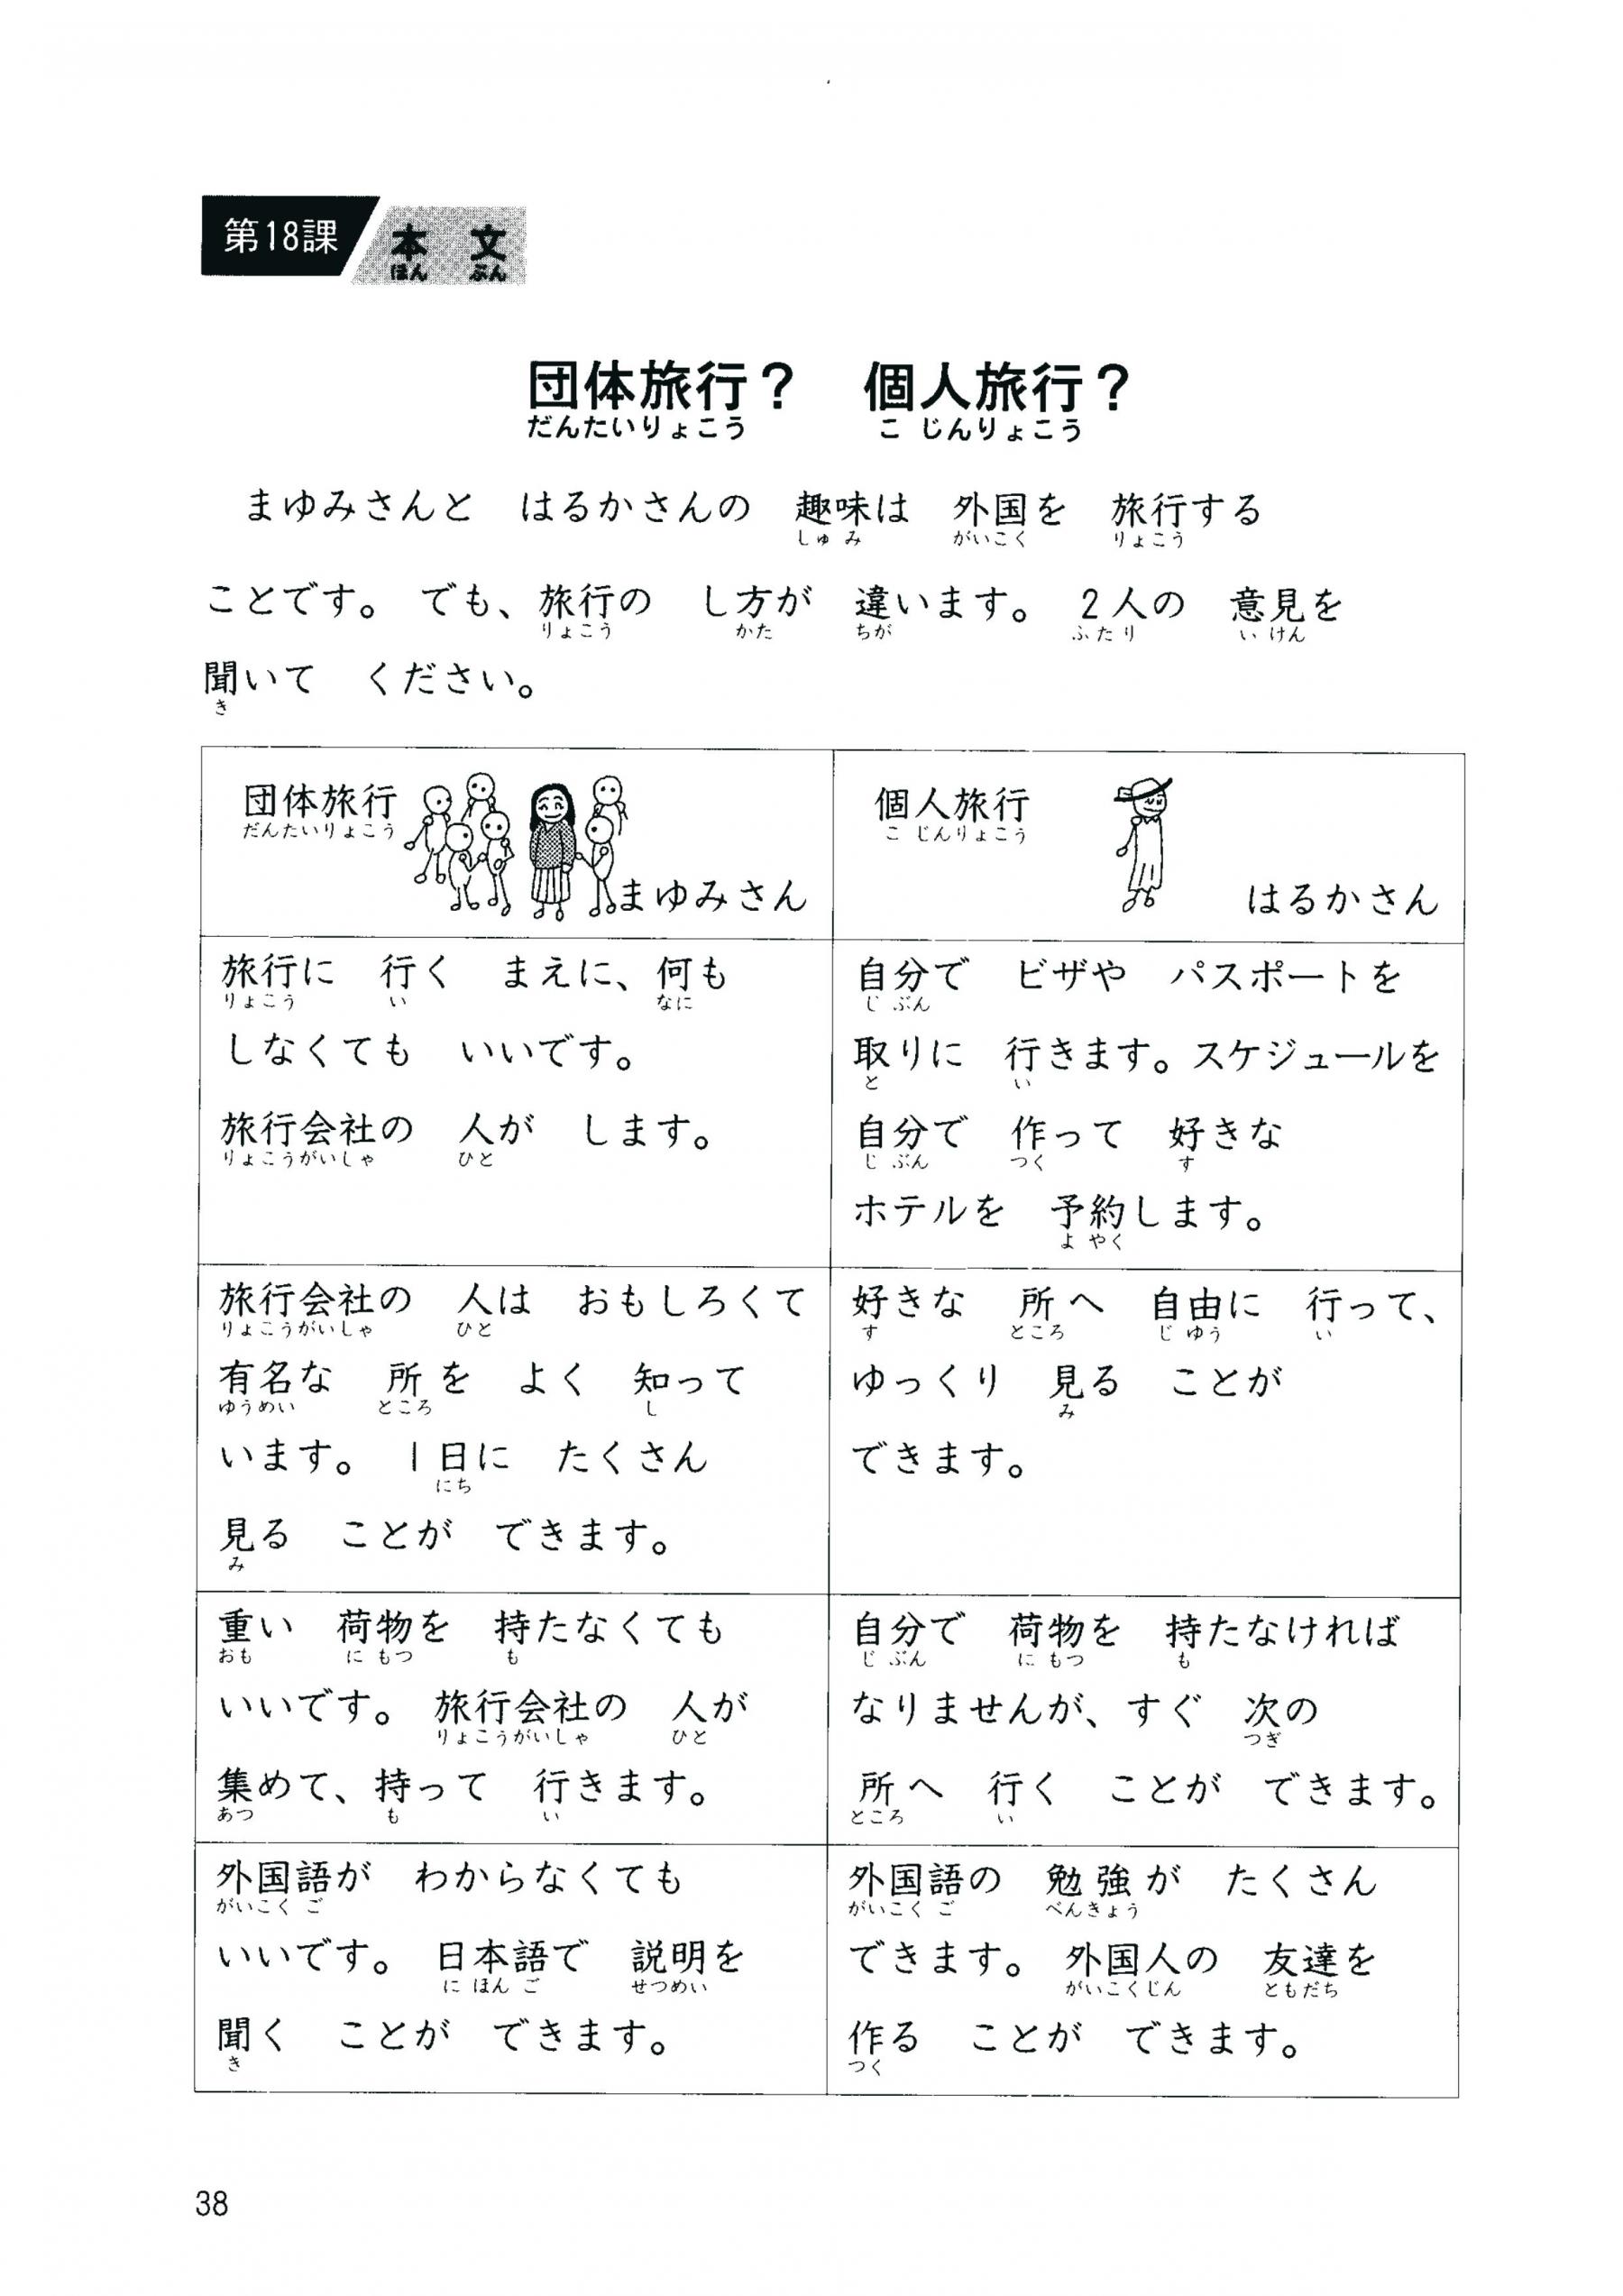 第18課 本文
ほん ぶん
団体旅行? 個人旅行?
だんたいりょこう こ じんりょこう
まゆみさんと はるかさんの 趣味は 外国を 旅行する
しゅ み がいこく りょこう
ことです。 でも、旅行の し方が 違います。 2人の 意見を
りょこう かた ちが ふたり い けん
聞いて ください。
き
団体旅行
だんたいりょこう
まゆみさん
個人旅行
こ じんりょこう
はるかさん
旅行に 行く まえに、何も
りょこう い なに
しなくても いいです。
旅行会社の 人が します。
りょこうがいしゃ ひと
自分で ビザや パスポートを
じ ぶん
取りに 行きます。スケジュールを
と い
自分で 作って 好きな
じ ぶん つく す
ホテルを 予約します。
よ やく
旅行会社の 人は おもしろくて
りょこうがいしゃ ひと
有名な 所を よく 知って
ゆうめい ところ し
います。 1日に たくさん
にち
見る ことが できます。
み
好きな 所へ 自由に 行って、
す ところ じ ゆう い
ゆっくり 見る ことが
み
できます。
重い 荷物を 持たなくても
おも に もつ も
いいです。 旅行会社の 人が
りょこうがいしゃ ひと
集めて、持って 行きます。
あつ も い
自分で 荷物を 持たなければ
じ ぶん に もつ も
なりませんが、すぐ 次の
つぎ
所へ 行く ことが できます。
ところ い
外国語が わからなくても
がいこく ご
いいです。 日本語で 説明を
に ほん ご せつめい
聞く ことが できます。
き
外国語の 勉強が たくさん
がいこく ご べんきょう
できます。 外国人の 友達を
がいこくじん ともだち
作る ことが できます。
つく
38